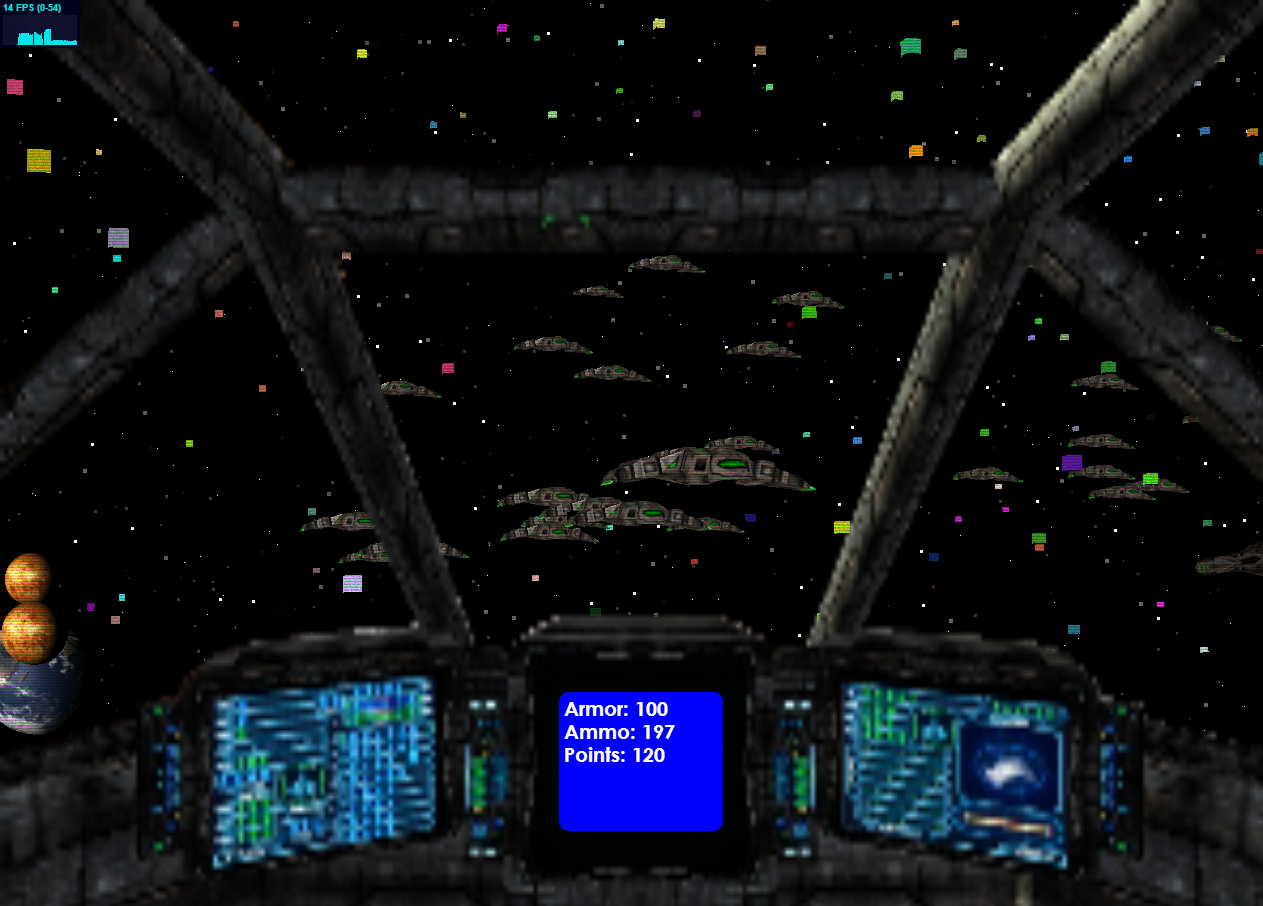 14 FPS (0-54)
Armor: 100
Ammo: 197
Points: 120